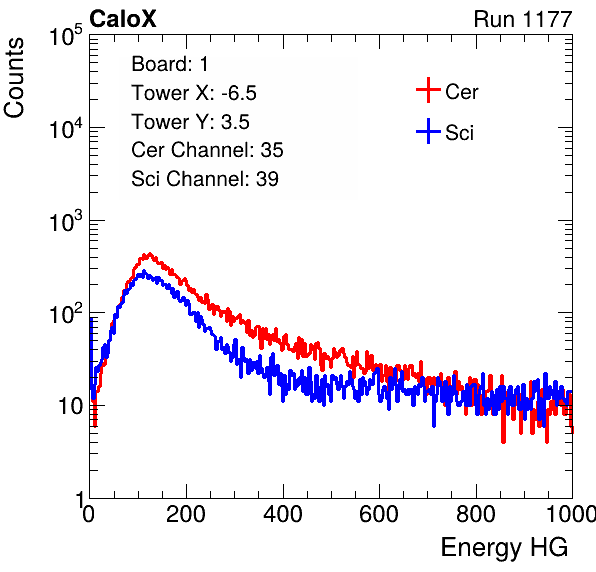 CaloX Run 1177
Counts
10^5
10^4
10^3
10^2
10
1
Board: 1
Tower X: -6.5
Tower Y: 3.5
Cer Channel: 35
Sci Channel: 39
Cer
Sci
0 200 400 600 800 1000
Energy HG